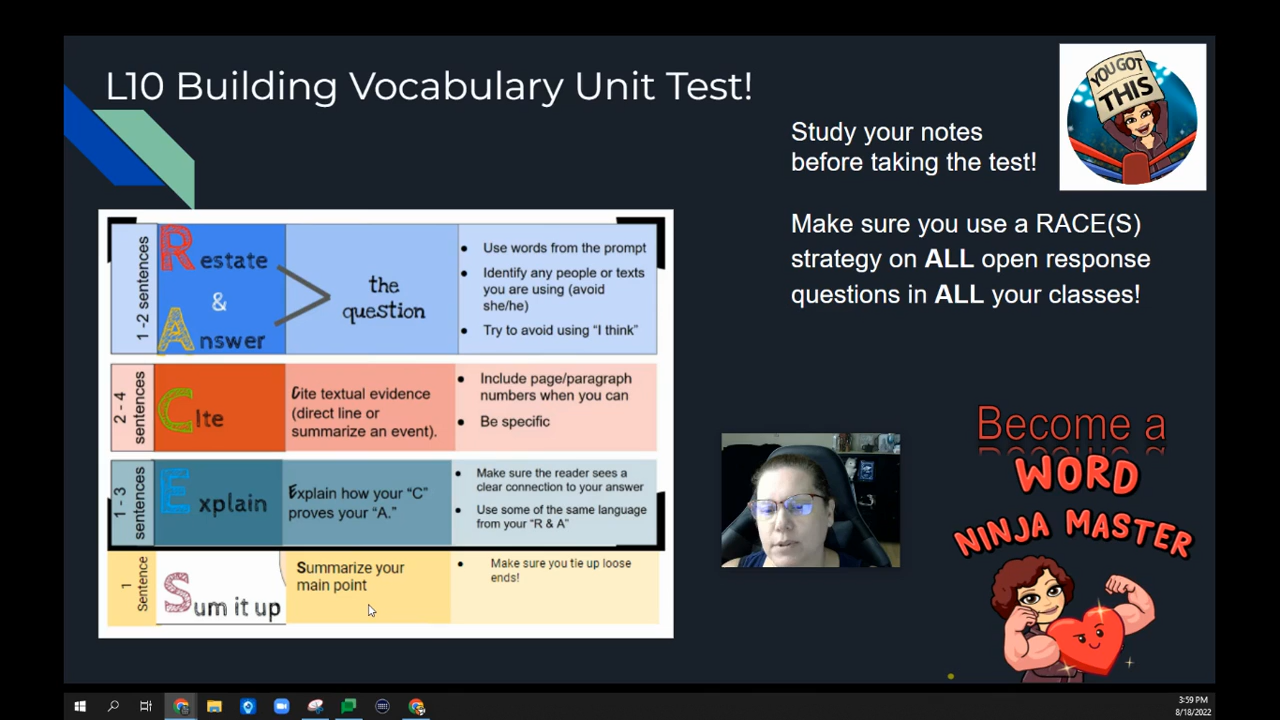 L10 Building Vocabulary Unit Test!
YOU GOT
THIS
Study your notes
before taking the test!
Make sure you use a RACE(S)
strategy on ALL open response
questions in ALL your classes!
1 -2 sentences
Restate
&
Answer
the
question
Use words from the prompt
Identify any people or texts
you are using (avoid
she/he)
Try to avoid using "I think"
2 - 4
sentences
CIte
Cite textual evidence
(direct line or
summarize an event).
Include page/paragraph
numbers when you can
Be specific
1 - 3
sentences
Explain
Explain how your "C"
proves your "A."
Make sure the reader sees a
clear connection to your answer
Use some of the same language
from your "R & A"
1
Sentence
Sum it up
Summarize your
main point
Make sure you tie up loose
ends!
Become a
WORD
NINJA MASTER
3:59 PM
8/18/2022